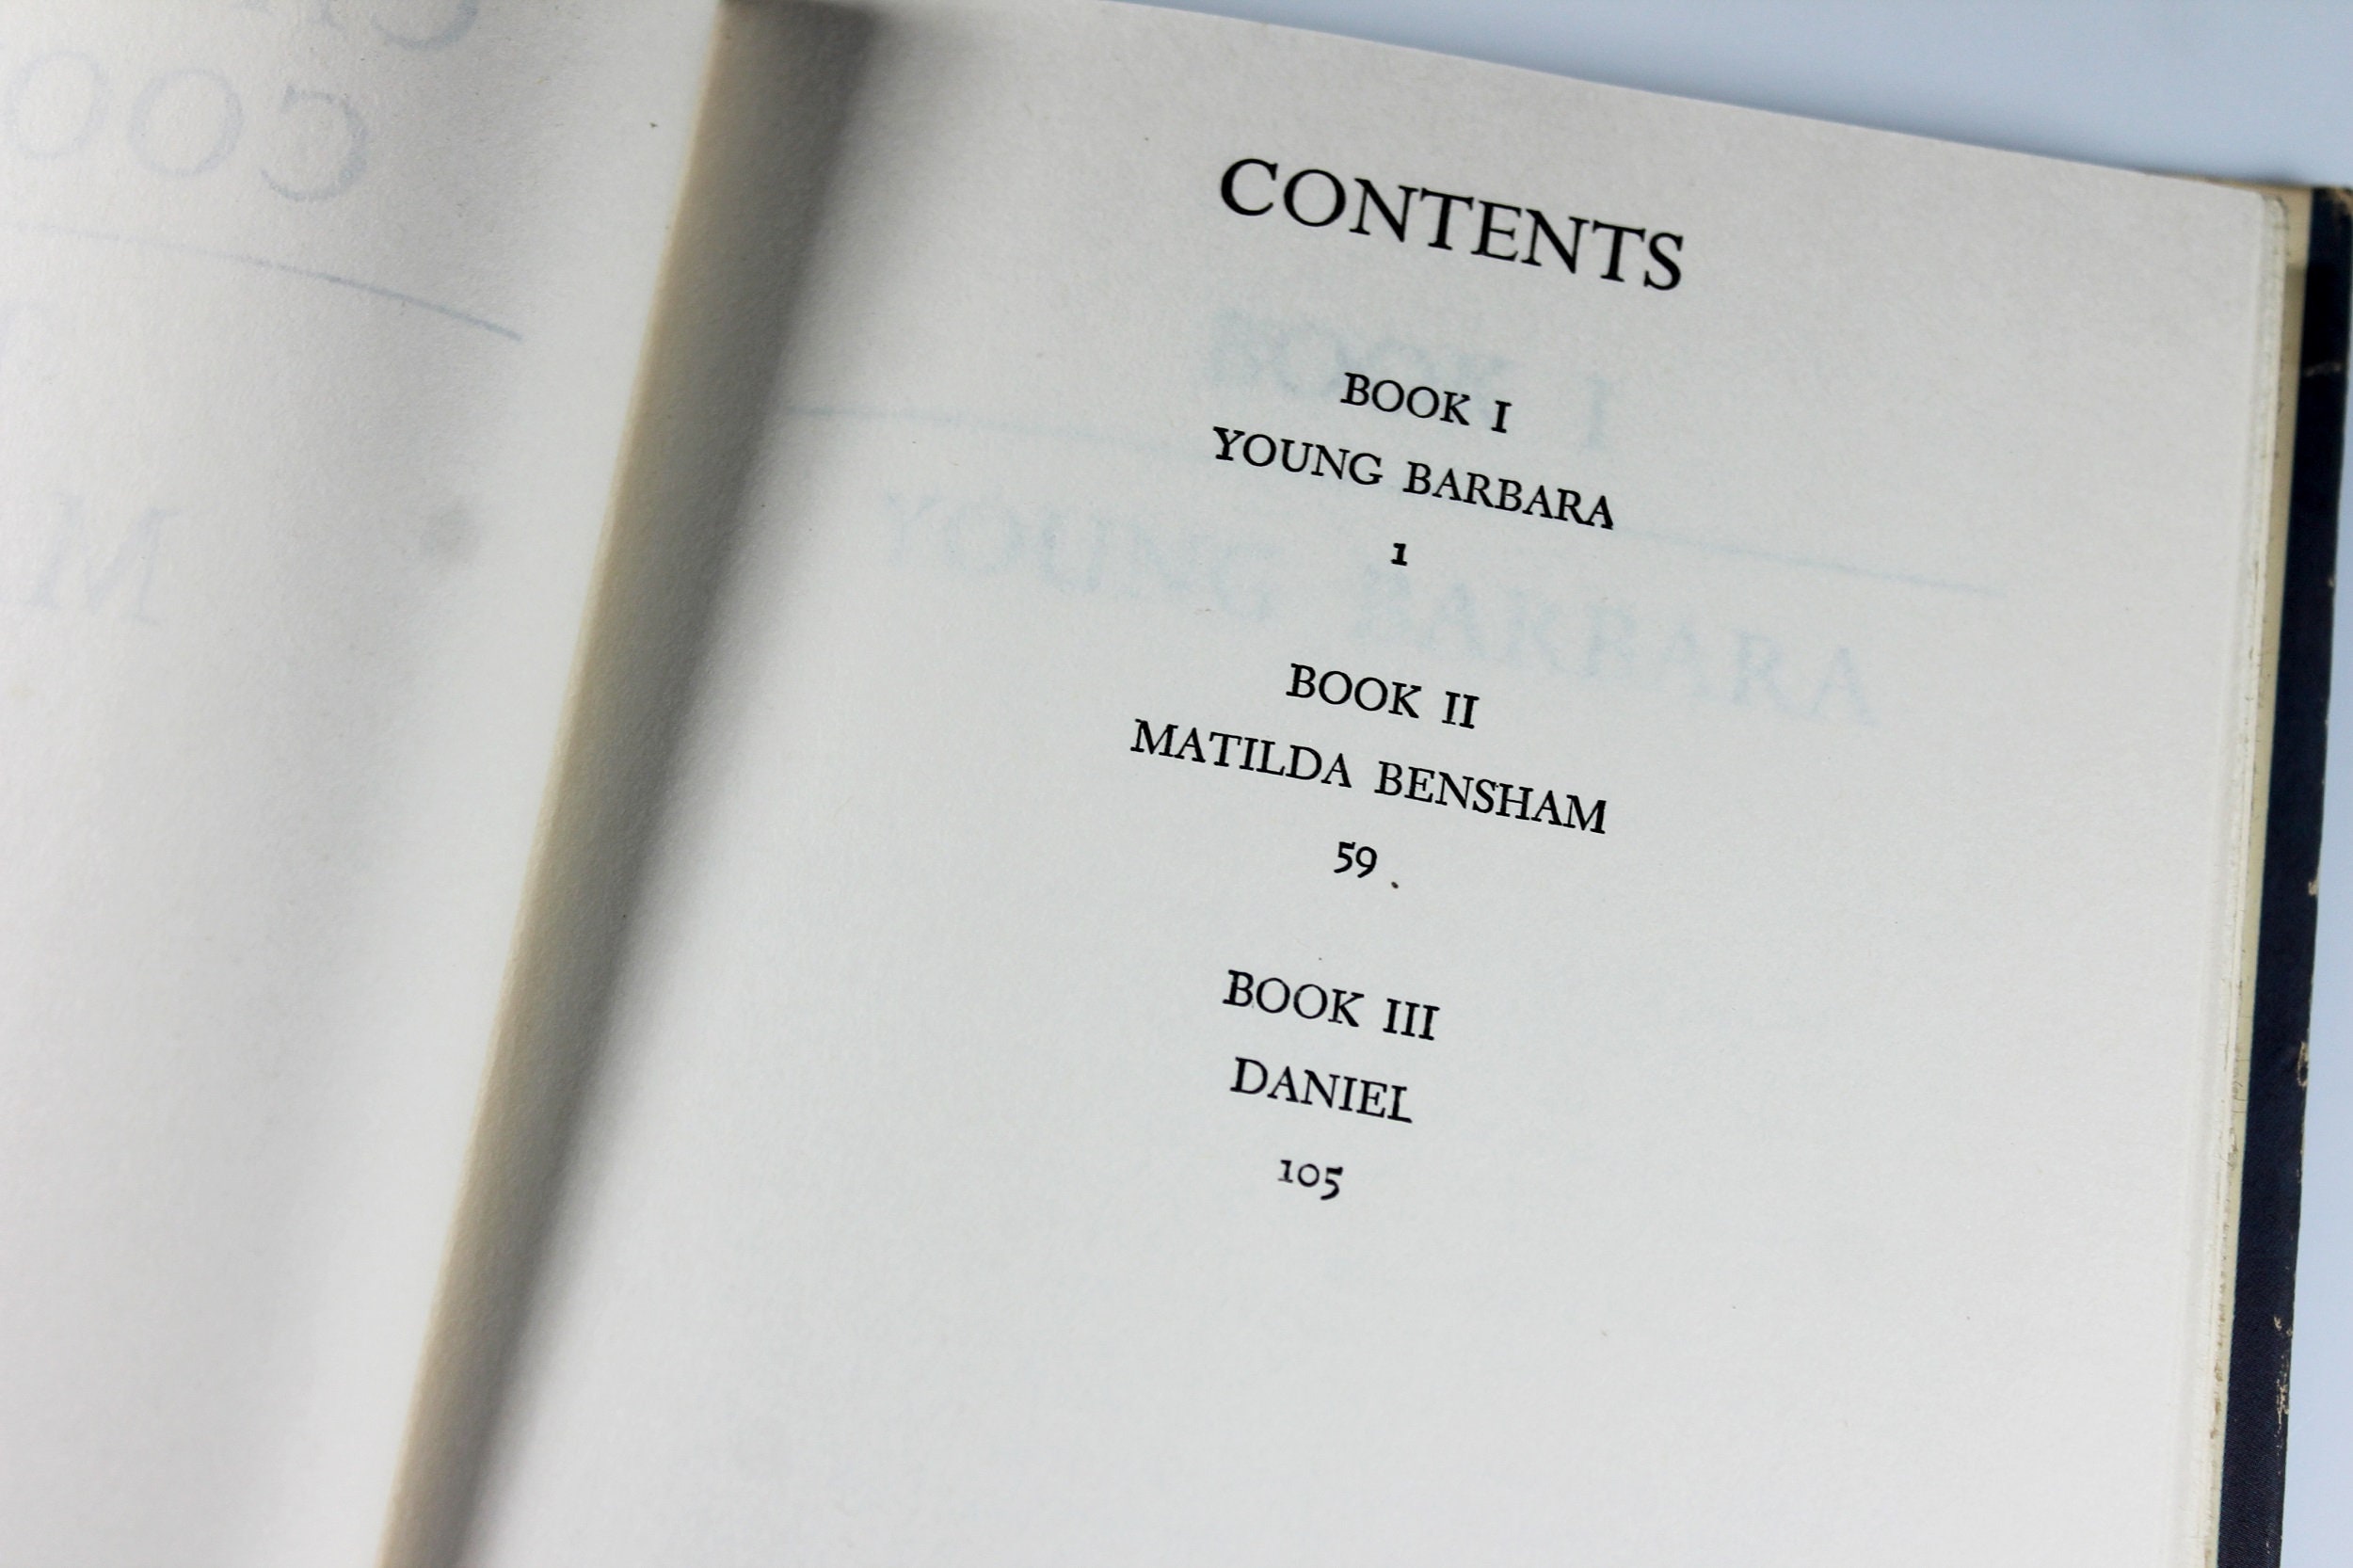 CONTENTS
BOOK I
YOUNG BARBARA
1
BOOK II
MATILDA BENSHAM
59
BOOK III
DANIEL
105